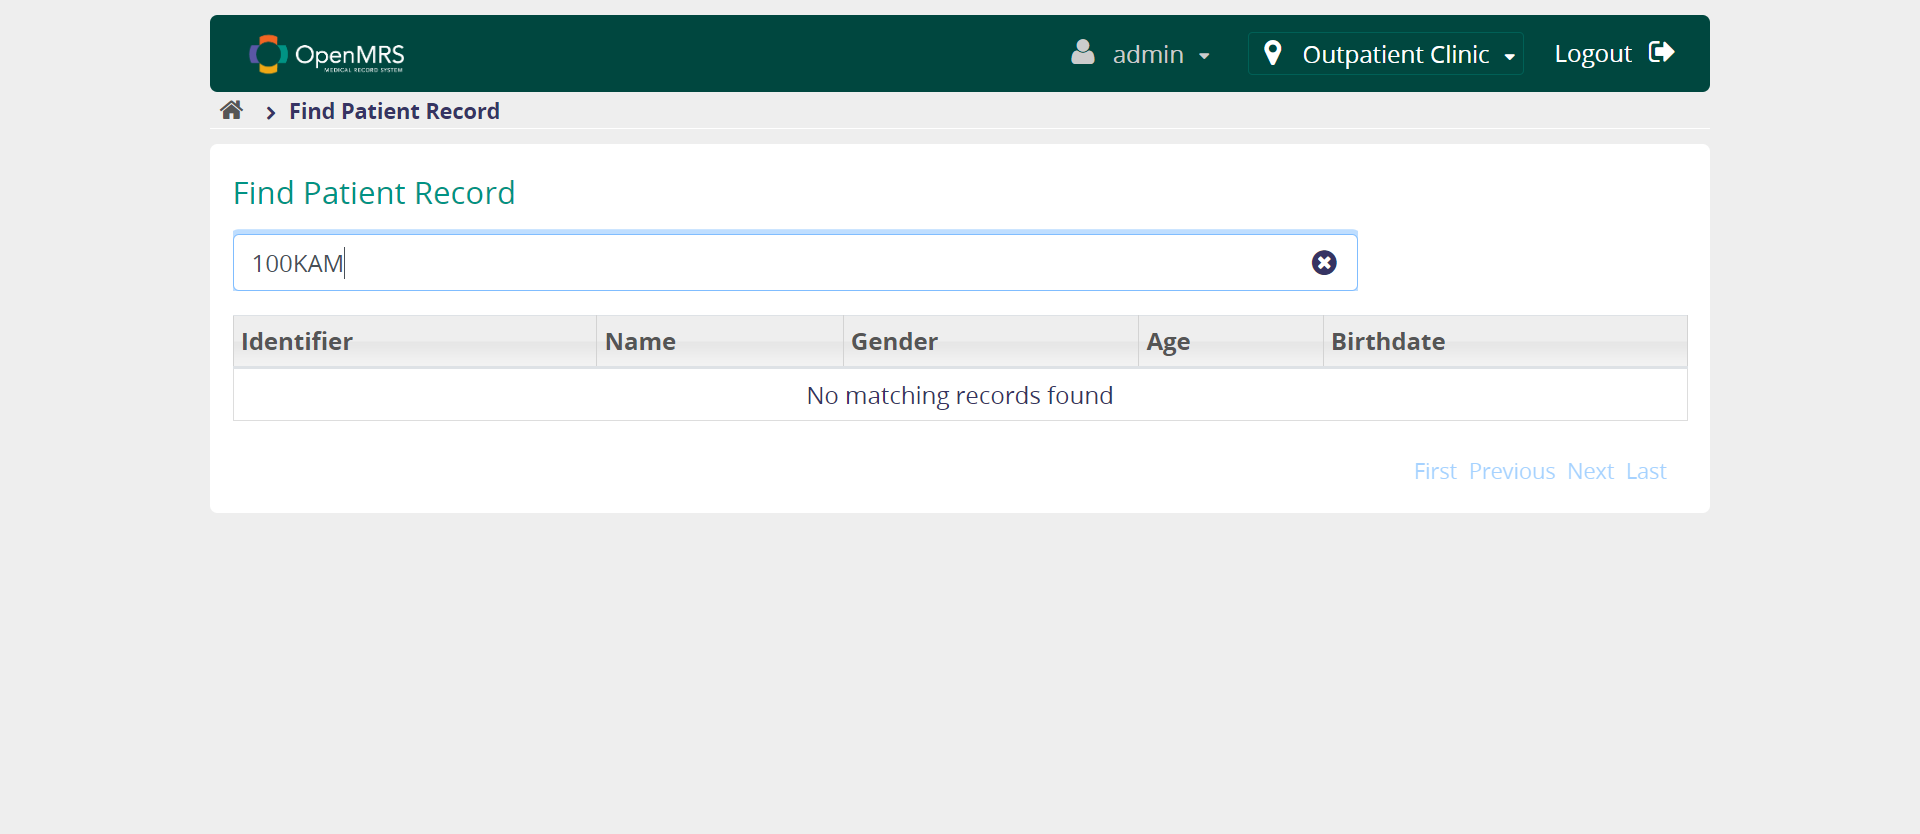 OpenMRS
MEDICAL RECORD SYSTEM
admin
Outpatient Clinic
Logout
Find Patient Record
Find Patient Record
100KAM
Identifier Name Gender Age Birthdate
No matching records found
First Previous Next Last